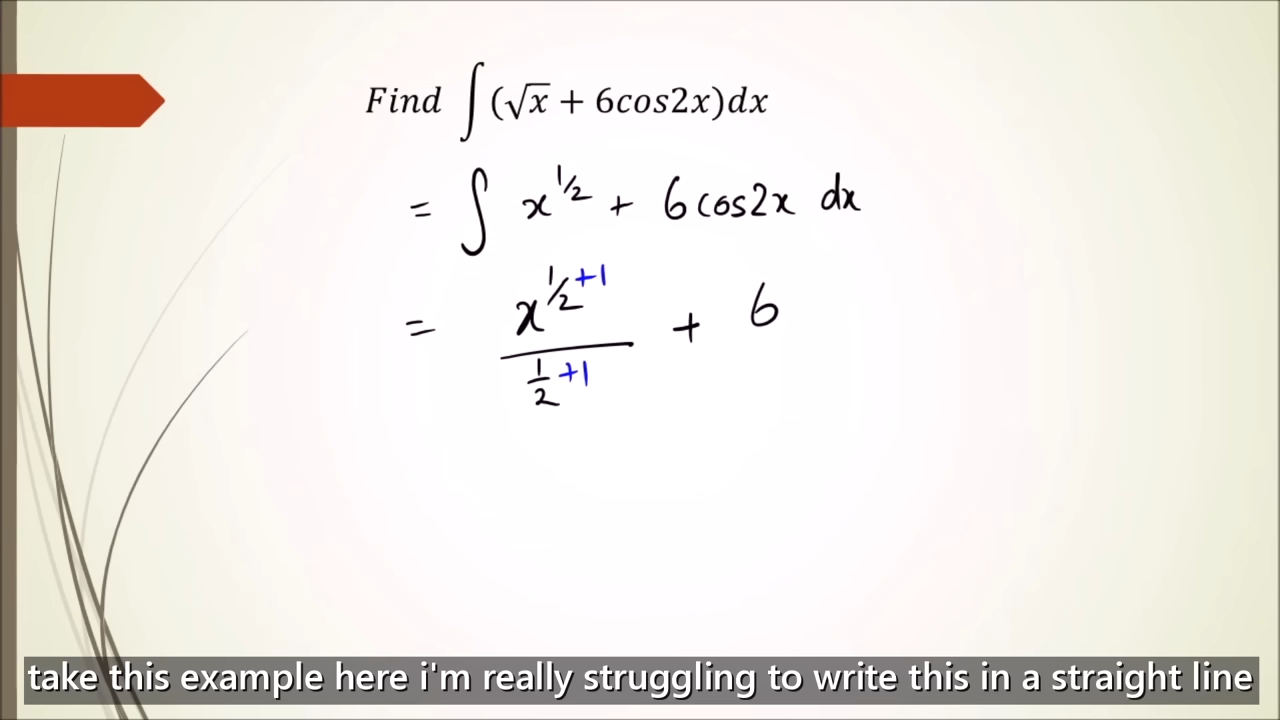 Find ∫(√x + 6cos2x)dx
= ∫ x^1/2 + 6cos2x dx
= x^1/2+1 / 1/2+1 + 6
take this example here i'm really struggling to write this in a straight line